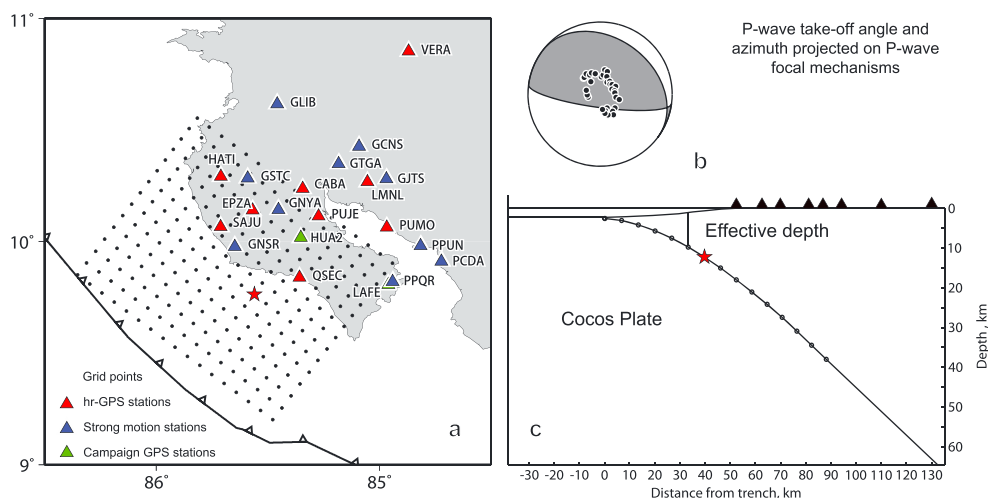 11°
10°
9°
86°
85°
VERA
GLIB
GCNS
GTGA
GJTS
LMNL
HATI
GSTC
CABA
EPZA
GNYA
PUJE
SAJU
PUMO
HUA2
GNSR
PPUN
PCDA
QSEC
PPQR
LAFE
Grid points
hr-GPS stations
Strong motion stations
Campaign GPS stations
a
P-wave take-off angle and
azimuth projected on P-wave
focal mechanisms
b
Effective depth
Cocos Plate
c
0
10
20
30
40
50
60
Depth, km
-30 -20 -10 0 10 20 30 40 50 60 70 80 90 100 110 120 130
Distance from trench, km